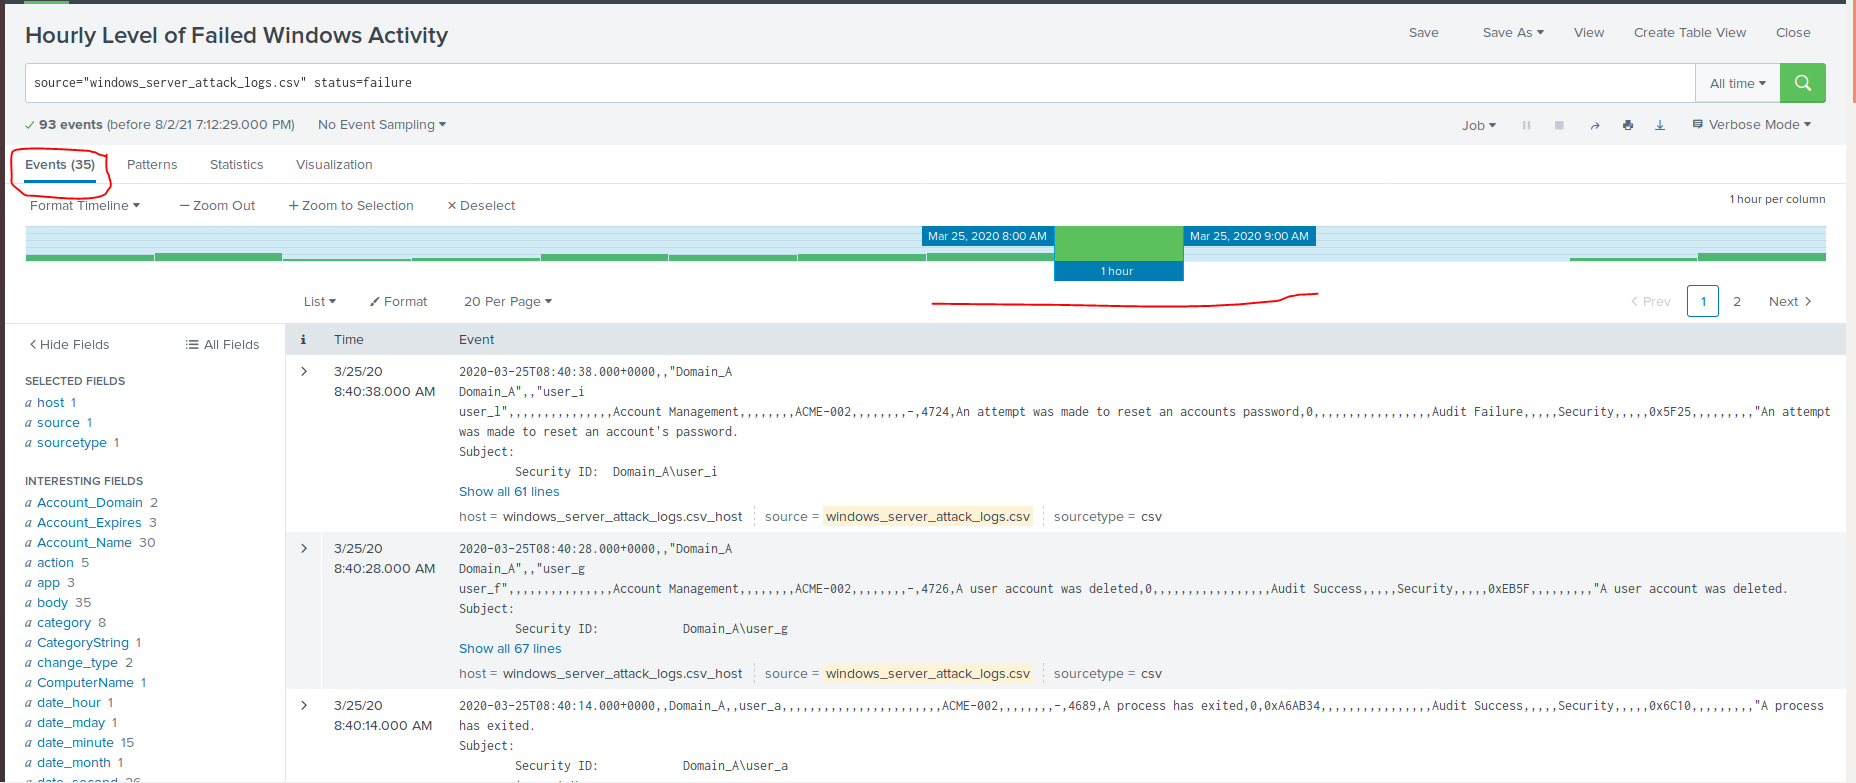 Hourly Level of Failed Windows Activity
Save
Save As
View
Create Table View
Close
source="windows_server_attack_logs.csv" status=failure
All time
93 events (before 8/2/21 7:12:29.000 PM)
No Event Sampling
Job
Verbose Mode
Events (35)
Patterns
Statistics
Visualization
Format Timeline
— Zoom Out
+ Zoom to Selection
× Deselect
1 hour per column
Mar 25, 2020 8:00 AM
Mar 25, 2020 9:00 AM
1 hour
List
Format
20 Per Page
< Prev
1
2
Next >
< Hide Fields
All Fields
SELECTED FIELDS
a host 1
a source 1
a sourcetype 1
INTERESTING FIELDS
a Account_Domain 2
a Account_Expires 3
a Account_Name 30
a action 5
a app 3
a body 35
a category 8
a CategoryString 1
a change_type 2
a ComputerName 1
a date_hour 1
a date_mday 1
a date_minute 15
a date_month 1
a date_second 26
i
Time
Event
3/25/20
8:40:38.000 AM
2020-03-25T08:40:38.000+0000,,"Domain_A
Domain_A",,"user_i
user_l",,,,,,,,,,,,,,,Account Management,,,,,,,,ACME-002,,,,,,,,-,4724,An attempt was made to reset an accounts password,0,,,,,,,,,,,,,,,,,Audit Failure,,,,,Security,,,,,0x5F25,,,,,,,,,"An attempt
was made to reset an account's password.
Subject:
Security ID: Domain_A\user_i
Show all 61 lines
host = windows_server_attack_logs.csv_host
source = windows_server_attack_logs.csv
sourcetype = csv
3/25/20
8:40:28.000 AM
2020-03-25T08:40:28.000+0000,,"Domain_A
Domain_A",,"user_g
user_f",,,,,,,,,,,,,,,Account Management,,,,,,,,ACME-002,,,,,,,,-,4726,A user account was deleted,0,,,,,,,,,,,,,,,,,Audit Success,,,,,Security,,,,,0xEB5F,,,,,,,,,"A user account was deleted.
Subject:
Security ID: Domain_A\user_g
Show all 67 lines
host = windows_server_attack_logs.csv_host
source = windows_server_attack_logs.csv
sourcetype = csv
3/25/20
8:40:14.000 AM
2020-03-25T08:40:14.000+0000,,Domain_A,,user_a,,,,,,,,,,,,,,,,,,,,,,,ACME-002,,,,,,,,-,4689,A process has exited,0,0xA6AB34,,,,,,,,,,,,,,,,Audit Success,,,,,Security,,,,,0x6C10,,,,,,,,,"A process
has exited.
Subject:
Security ID: Domain_A\user_a